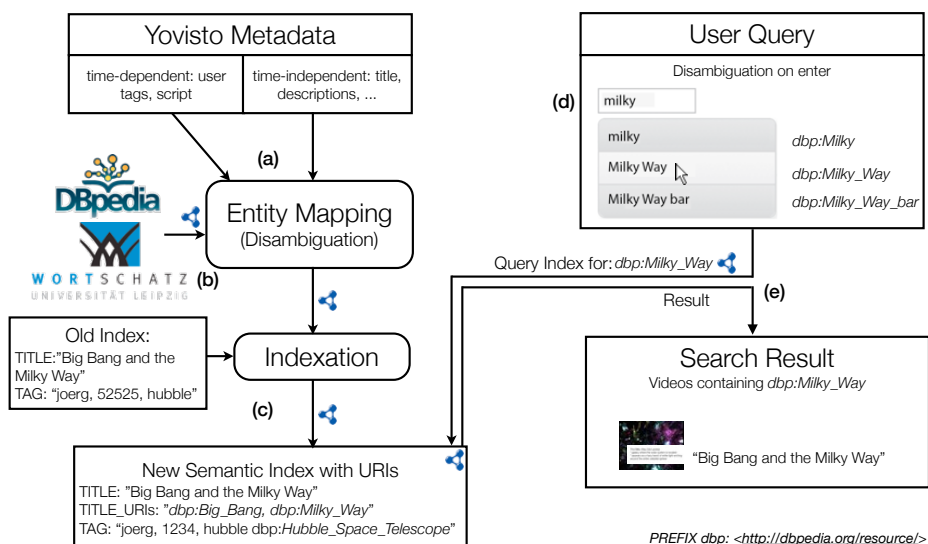 Yovisto Metadata
time-dependent: user
tags, script
time-independent: title,
descriptions, ...
(a)
DBpedia
WORTSCHATZ
UNIVERSITÄT LEIPZIG
(b)
Entity Mapping
(Disambiguation)
Old Index:
TITLE:"Big Bang and the
Milky Way"
TAG: "joerg, 52525, hubble"
Indexation
(c)
New Semantic Index with URIs
TITLE: "Big Bang and the Milky Way"
TITLE_URIs: "dbp:Big_Bang, dbp:Milky_Way"
TAG: "joerg, 1234, hubble dbp:Hubble_Space_Telescope"
User Query
Disambiguation on enter
(d)
milky
milky
dbp:Milky
Milky Way
dbp:Milky_Way
Milky Way bar
dbp:Milky_Way_bar
Query Index for: dbp:Milky_Way
Result
(e)
Search Result
Videos containing dbp:Milky_Way
"Big Bang and the Milky Way"
PREFIX dbp: <http://dbpedia.org/resource/>